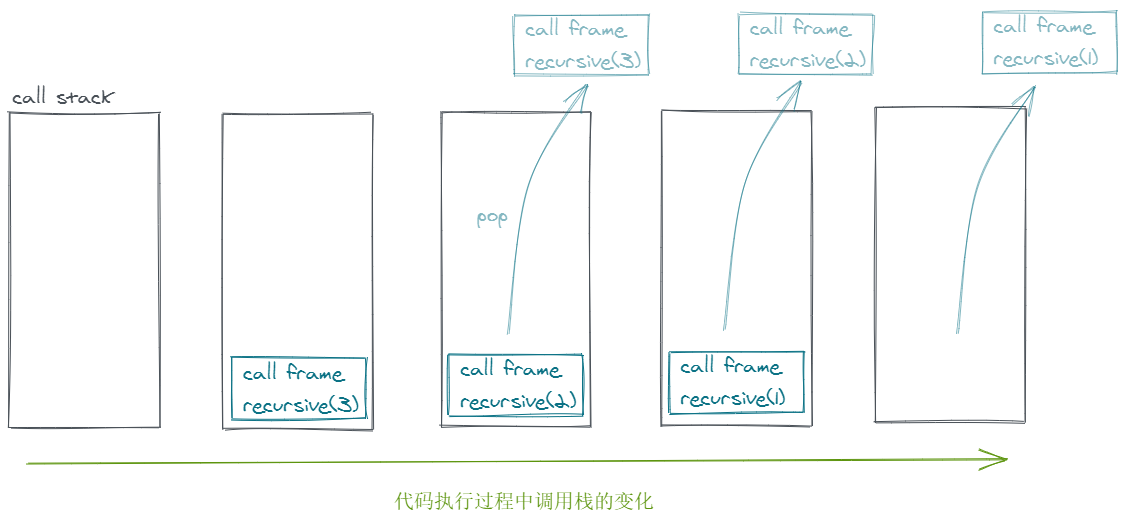 call frame
recursive(3)
call frame
recursive(2)
call frame
recursive(1)
call stack
pop
call frame
recursive(3)
call frame
recursive(2)
call frame
recursive(1)
代码执行过程中调用栈的变化